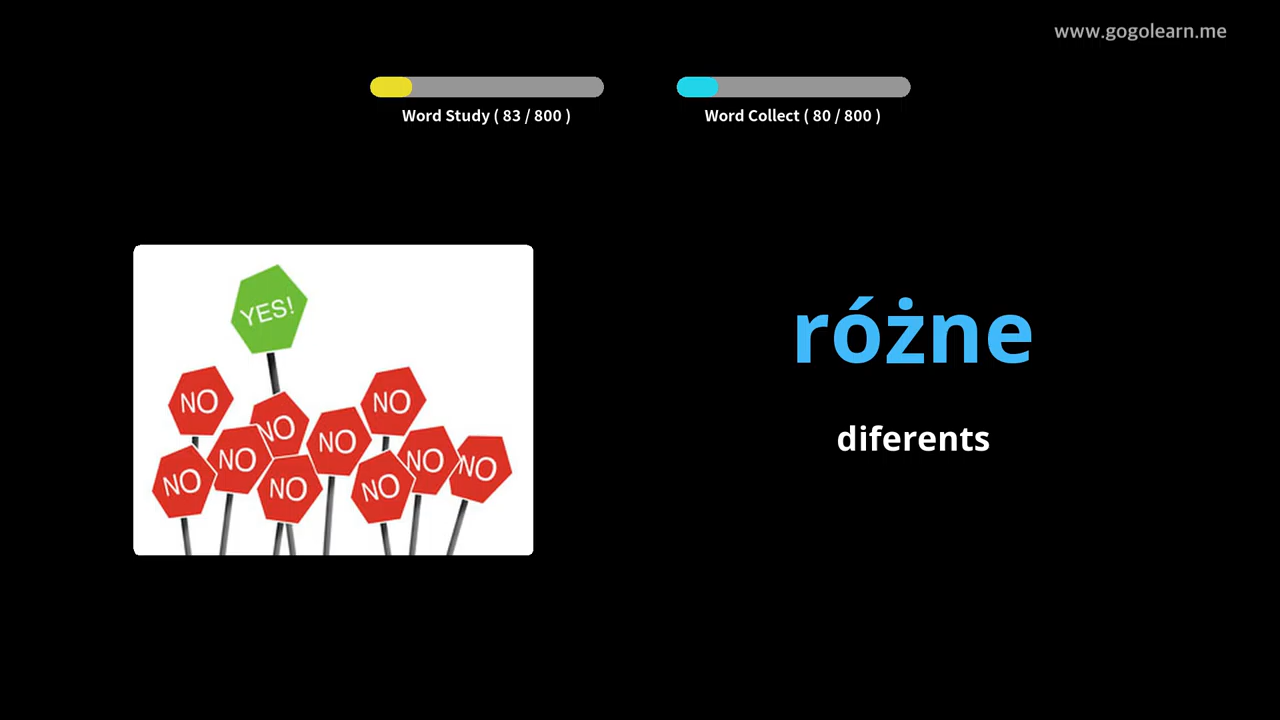 www.gogolearn.me
Word Study ( 83 / 800 )
Word Collect ( 80 / 800 )
YES!
NO
NO
NO
NO
NO
NO
NO
NO
NO
NO
różne
diferents